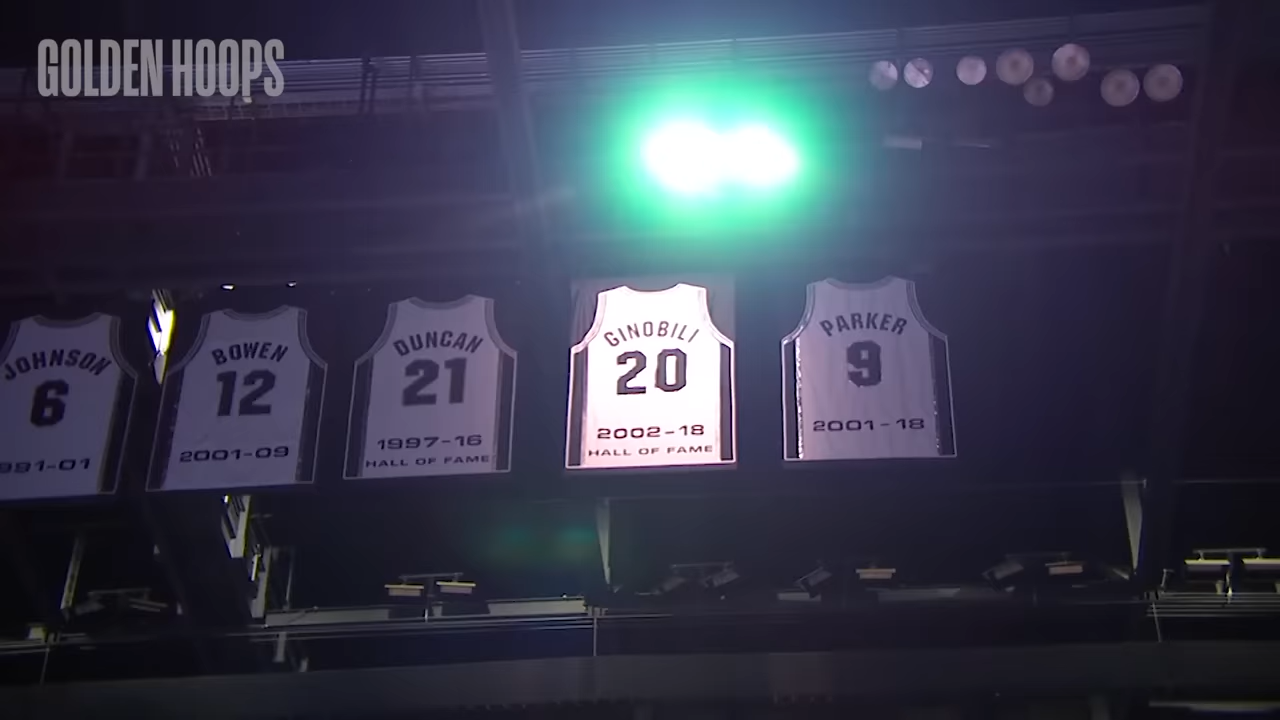 GOLDEN HOOPS
JOHNSON
6
991-01
BOWEN
12
2001-09
DUNCAN
21
1997-16
HALL OF FAME
GINOBILI
20
2002-18
HALL OF FAME
PARKER
9
2001-18